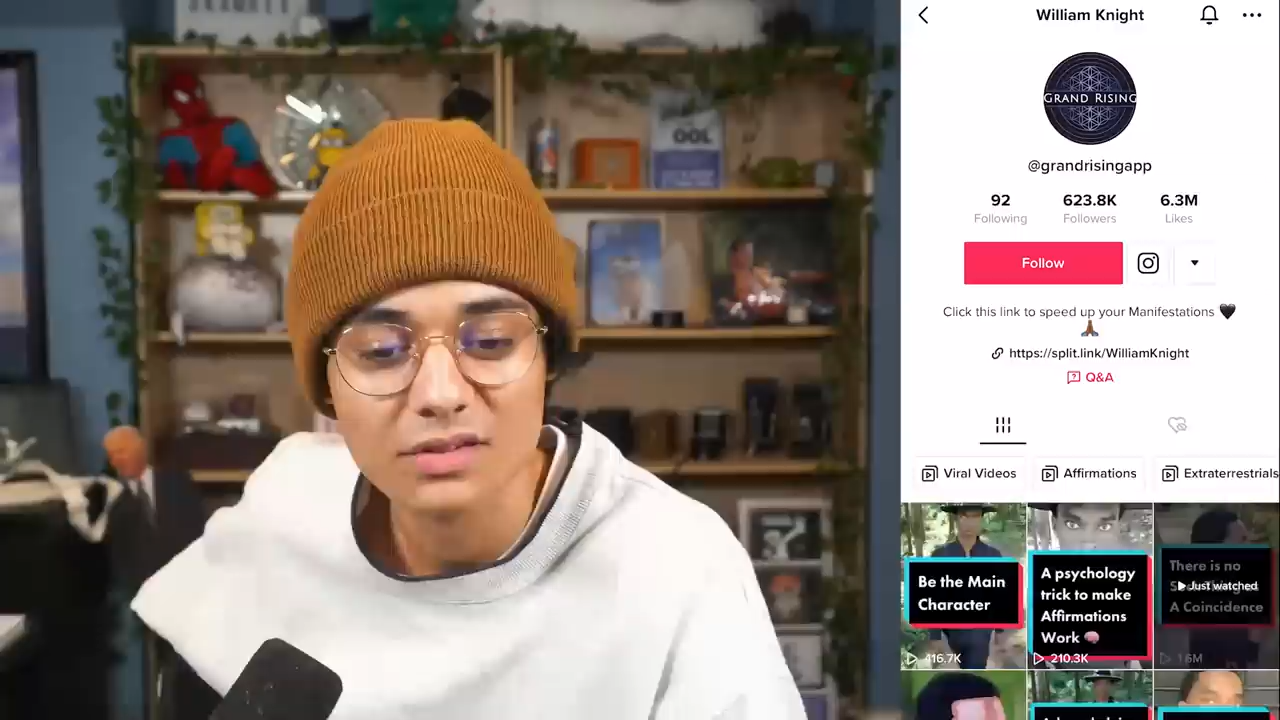 OOL
William Knight
GRAND RISING
@grandrisingapp
92
Following
623.8K
Followers
6.3M
Likes
Follow
Click this link to speed up your Manifestations 🖤
🙏🏾
https://split.link/WilliamKnight
Q&A
Viral Videos
Affirmations
Extraterrestrials
Be the Main
Character
416.7K
A psychology
trick to make
Affirmations
Work 🧠
210.3K
There is no
Just watched
A Coincidence
1.6M